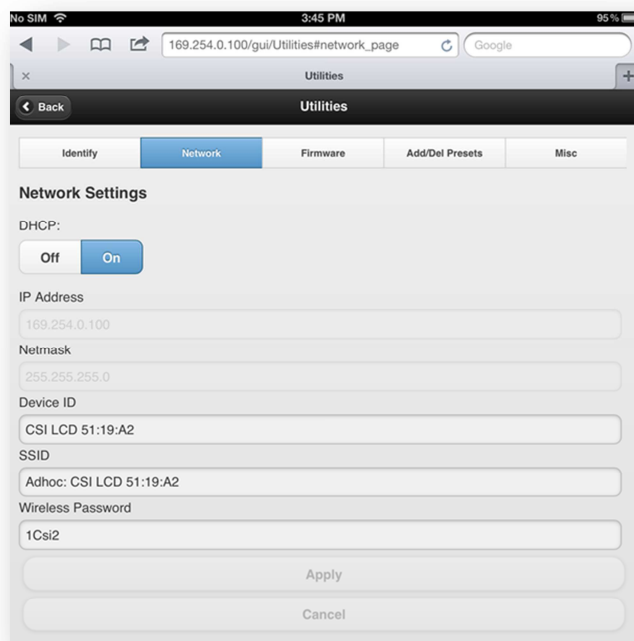 No SIM 3:45 PM 95%
169.254.0.100/gui/Utilities#network_page Google
Utilities
Back Utilities
Identify Network Firmware Add/Del Presets Misc
Network Settings
DHCP:
Off On
IP Address
169.254.0.100
Netmask
255.255.255.0
Device ID
CSI LCD 51:19:A2
SSID
Adhoc: CSI LCD 51:19:A2
Wireless Password
1Csi2
Apply
Cancel